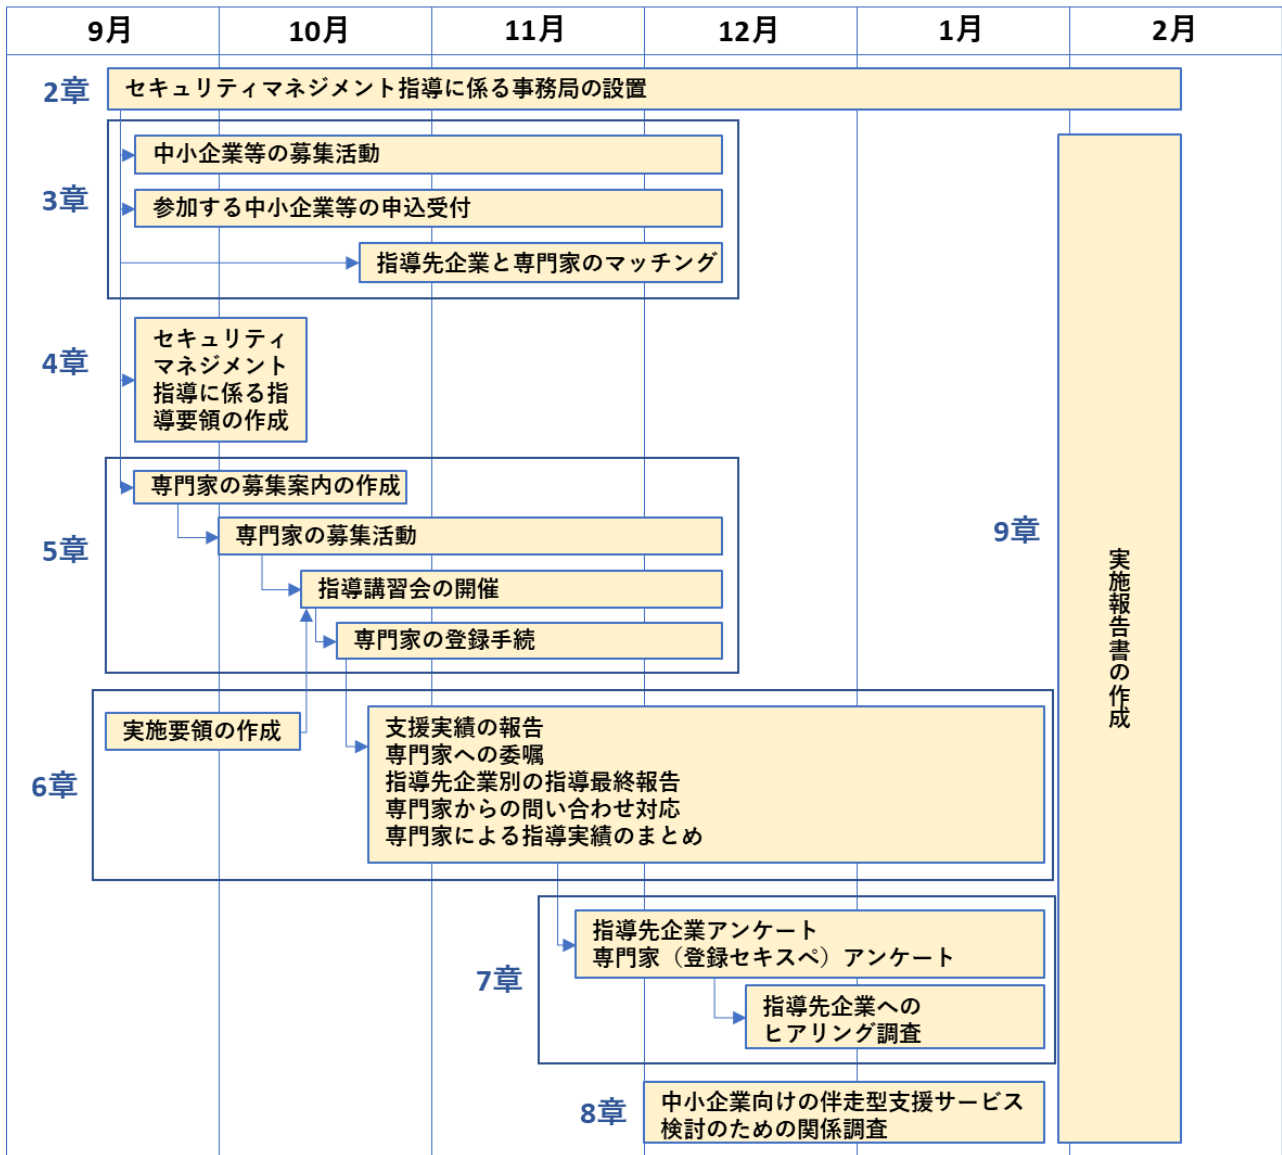 9月
10月
11月
12月
1月
2月
2章
セキュリティマネジメント指導に係る事務局の設置
3章
中小企業等の募集活動
参加する中小企業等の申込受付
指導先企業と専門家のマッチング
4章
セキュリティ
マネジメント
指導に係る指
導要領の作成
5章
専門家の募集案内の作成
専門家の募集活動
指導講習会の開催
専門家の登録手続
6章
実施要領の作成
支援実績の報告
専門家への委嘱
指導先企業別の指導最終報告
専門家からの問い合わせ対応
専門家による指導実績のまとめ
7章
指導先企業アンケート
専門家（登録セキスペ）アンケート
指導先企業への
ヒアリング調査
8章
中小企業向けの伴走型支援サービス
検討のための関係調査
9章
実施報告書の作成